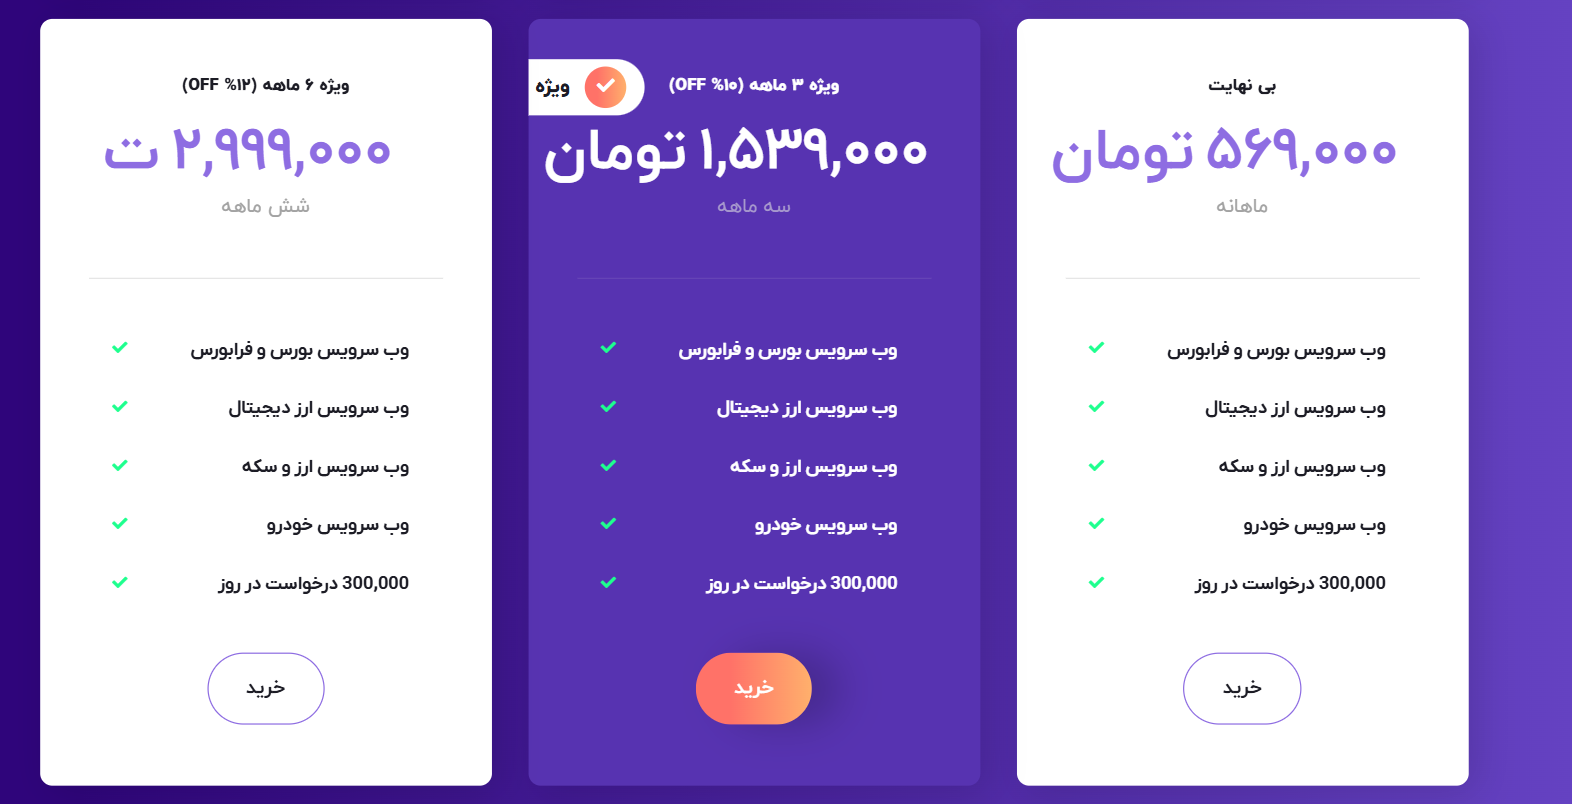 بی نهایت
۵۶۹,۰۰۰ تومان
ماهانه
وب سرویس بورس و فرابورس
وب سرویس ارز دیجیتال
وب سرویس ارز و سکه
وب سرویس خودرو
300,000 درخواست در روز
خرید
ویژه
ویژه ۳ ماهه (۱۰% OFF)
۱,۵۳۹,۰۰۰ تومان
سه ماهه
وب سرویس بورس و فرابورس
وب سرویس ارز دیجیتال
وب سرویس ارز و سکه
وب سرویس خودرو
300,000 درخواست در روز
خرید
ویژه ۶ ماهه (۱۲% OFF)
۲,۹۹۹,۰۰۰ ت
شش ماهه
وب سرویس بورس و فرابورس
وب سرویس ارز دیجیتال
وب سرویس ارز و سکه
وب سرویس خودرو
300,000 درخواست در روز
خرید